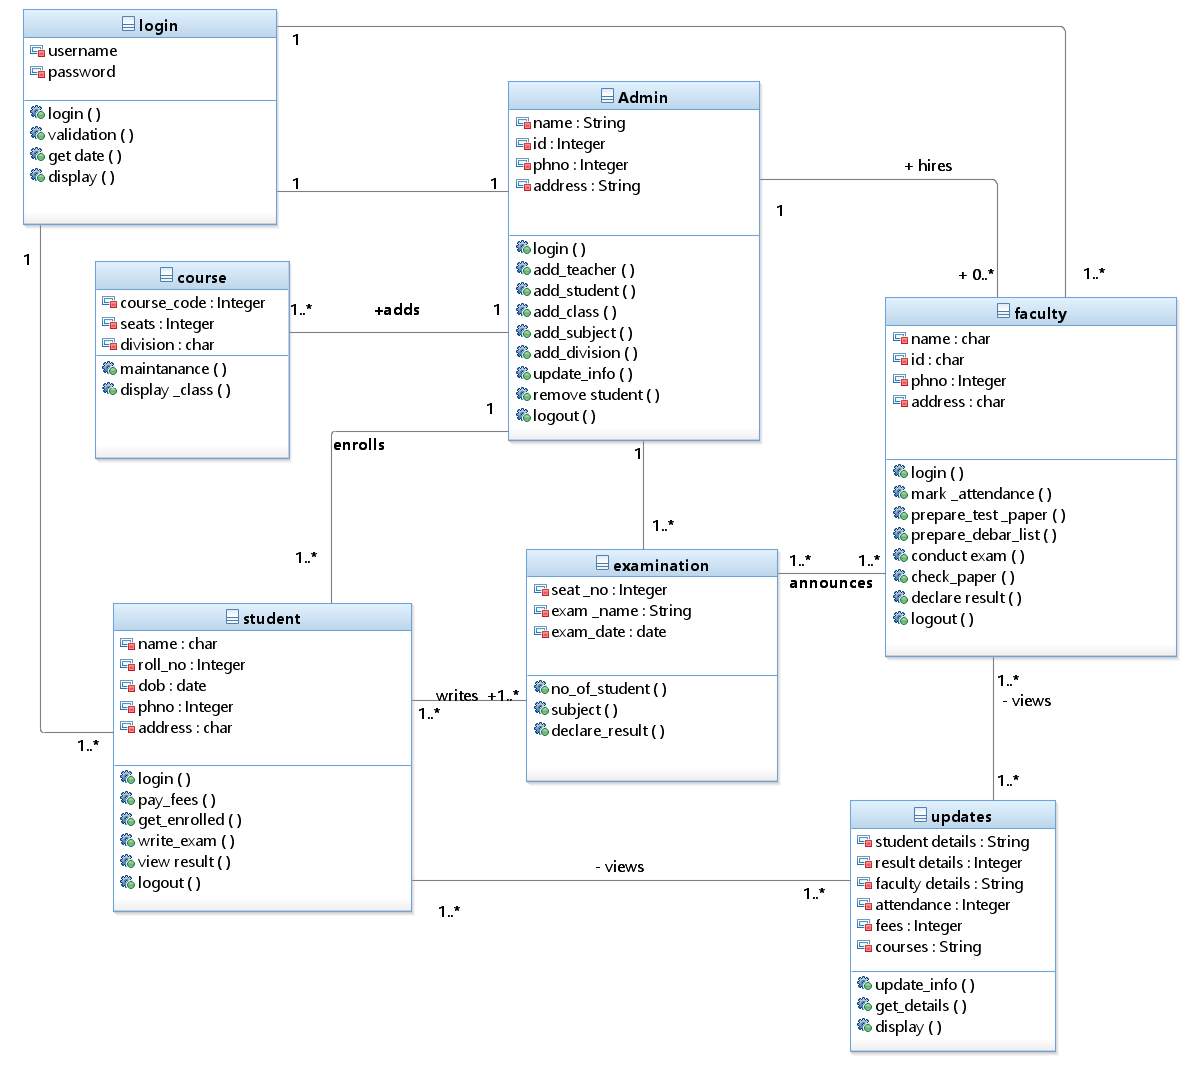 login
username
password
login ( )
validation ( )
get date ( )
display ( )
1
1
1
1
Admin
name : String
id : Integer
phno : Integer
address : String
login ( )
add_teacher ( )
add_student ( )
add_class ( )
add_subject ( )
add_division ( )
update_info ( )
remove student ( )
logout ( )
+ hires
1
+ 0..*
1..*
course
course_code : Integer
seats : Integer
division : char
maintanance ( )
display _class ( )
1..*
+adds
1
1
enrolls
1..*
1
1..*
faculty
name : char
id : char
phno : Integer
address : char
login ( )
mark _attendance ( )
prepare_test _paper ( )
prepare_debar_list ( )
conduct exam ( )
check_paper ( )
declare result ( )
logout ( )
examination
seat _no : Integer
exam _name : String
exam_date : date
no_of_student ( )
subject ( )
declare_result ( )
1..*
1..*
announces
student
name : char
roll_no : Integer
dob : date
phno : Integer
address : char
login ( )
pay_fees ( )
get_enrolled ( )
write_exam ( )
view result ( )
logout ( )
1..*
writes +1..*
1..*
1..*
- views
1..*
- views
1..*
1..*
updates
student details : String
result details : Integer
faculty details : String
attendance : Integer
fees : Integer
courses : String
update_info ( )
get_details ( )
display ( )